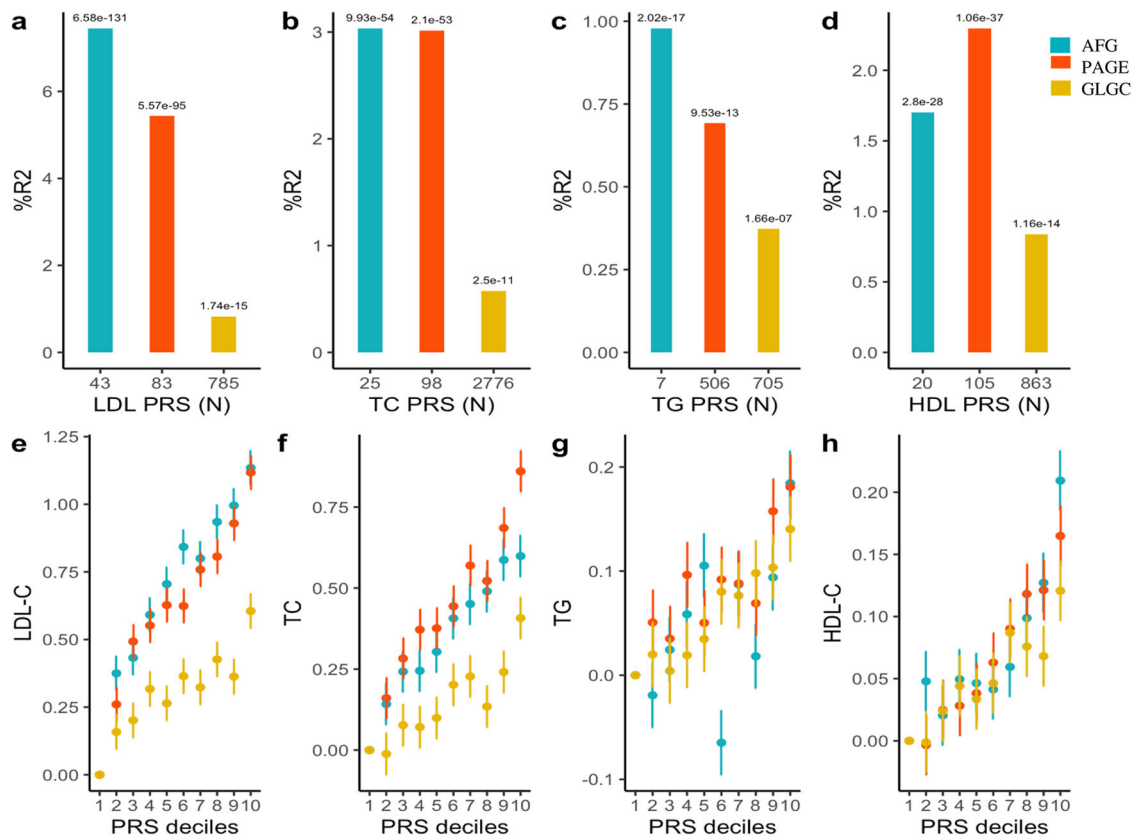 a
6.58e-131
5.57e-95
1.74e-15
6
4
2
0
%R2
43 83 785
LDL PRS (N)
b
9.93e-54 2.1e-53
2.5e-11
3
2
1
0
%R2
25 98 2776
TC PRS (N)
c
2.02e-17
9.53e-13
1.66e-07
1.00
0.75
0.50
0.25
0.00
%R2
7 506 705
TG PRS (N)
d
1.06e-37
2.8e-28
1.16e-14
2.0
1.5
1.0
0.5
0.0
%R2
20 105 863
HDL PRS (N)
AFG
PAGE
GLGC
e
1.25
1.00
0.75
0.50
0.25
0.00
LDL-C
1 2 3 4 5 6 7 8 9 10
PRS deciles
f
0.75
0.50
0.25
0.00
TC
1 2 3 4 5 6 7 8 9 10
PRS deciles
g
0.2
0.1
0.0
-0.1
TG
1 2 3 4 5 6 7 8 9 10
PRS deciles
h
0.20
0.15
0.10
0.05
0.00
HDL-C
1 2 3 4 5 6 7 8 9 10
PRS deciles